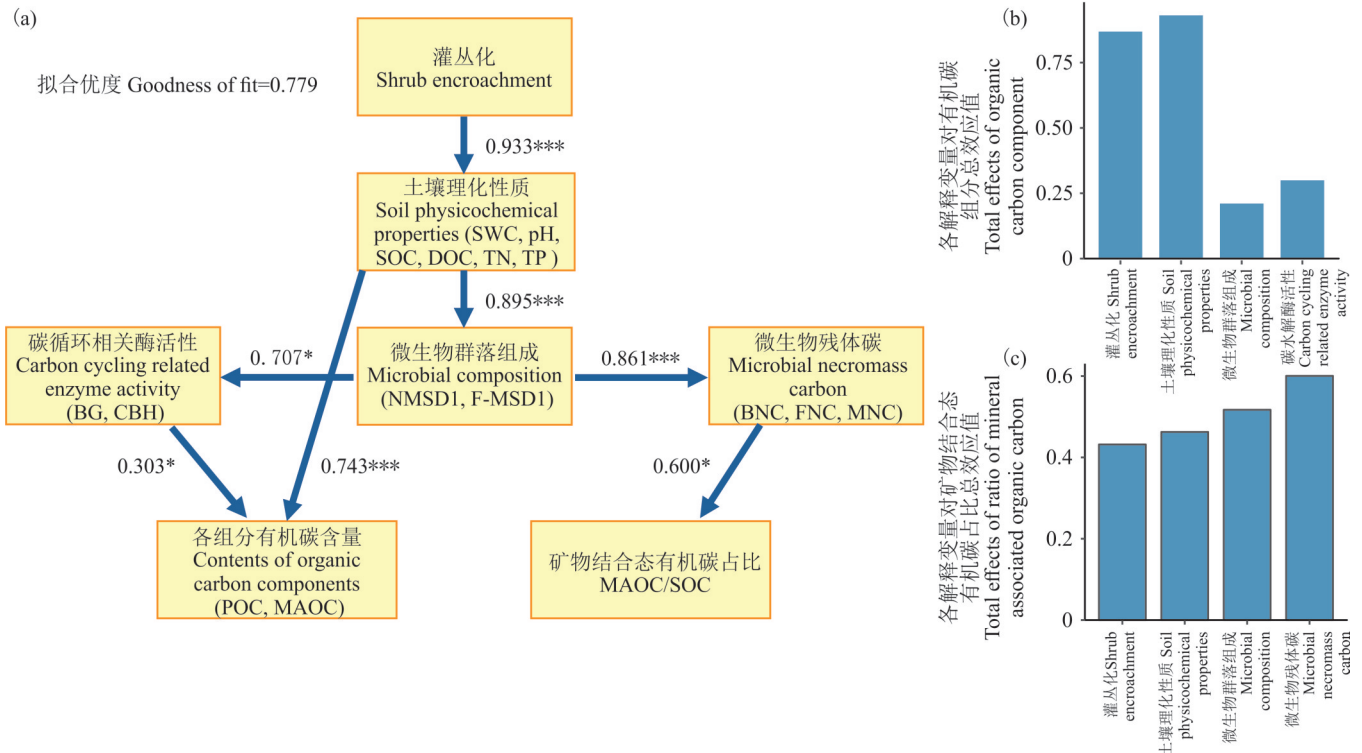 (a)
拟合优度 Goodness of fit=0.779
灌丛化
Shrub encroachment
0.933***
土壤理化性质
Soil physicochemical
properties (SWC, pH,
SOC, DOC, TN, TP )
0.895***
碳循环相关酶活性
Carbon cycling related
enzyme activity
(BG, CBH)
0. 707*
微生物群落组成
Microbial composition
(NMSD1, F-MSD1)
0.861***
微生物残体碳
Microbial necromass
carbon
(BNC, FNC, MNC)
0.303*
0.743***
0.600*
各组分有机碳含量
Contents of organic
carbon components
(POC, MAOC)
矿物结合态有机碳占比
MAOC/SOC
(b)
各解释变量对有机碳
组分总效应值
Total effects of organic
carbon component
0.75
0.50
0.25
0
灌丛化 Shrub
encroachment
土壤理化性质 Soil
physicochemical
properties
微生物群落组成
Microbial
composition
碳水解酶活性
Carbon cycling
related enzyme
activity
(c)
各解释变量对矿物结合态
有机碳占比总效应值
Total effects of ratio of mineral
associated organic carbon
0.6
0.4
0.2
0
灌丛化Shrub
encroachment
土壤理化性质 Soil
physicochemical
properties
微生物群落组成
Microbial
composition
微生物残体碳
Microbial
necromass
carbon